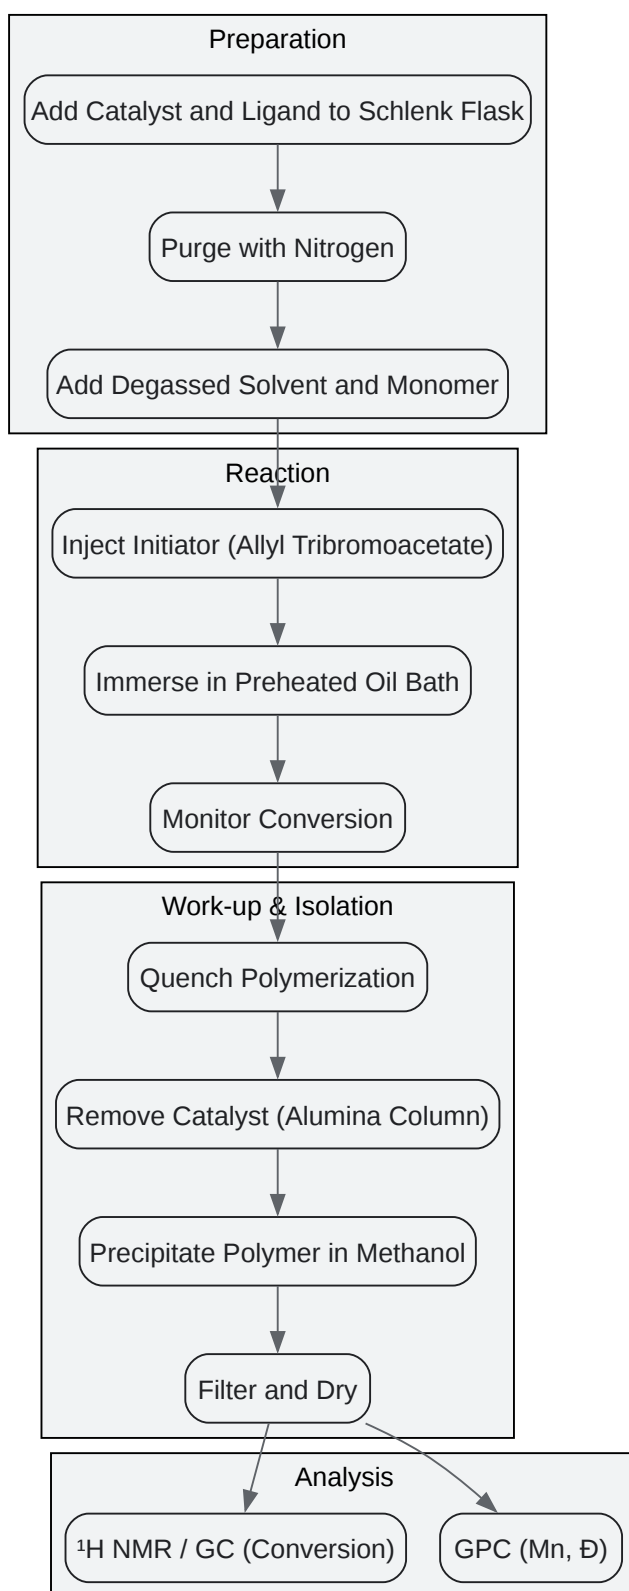 Preparation
Add Catalyst and Ligand to Schlenk Flask
Purge with Nitrogen
Add Degassed Solvent and Monomer
Reaction
Inject Initiator (Allyl Tribromoacetate)
Immerse in Preheated Oil Bath
Monitor Conversion
Work-up & Isolation
Quench Polymerization
Remove Catalyst (Alumina Column)
Precipitate Polymer in Methanol
Filter and Dry
Analysis
¹H NMR / GC (Conversion)
GPC (Mn, Đ)